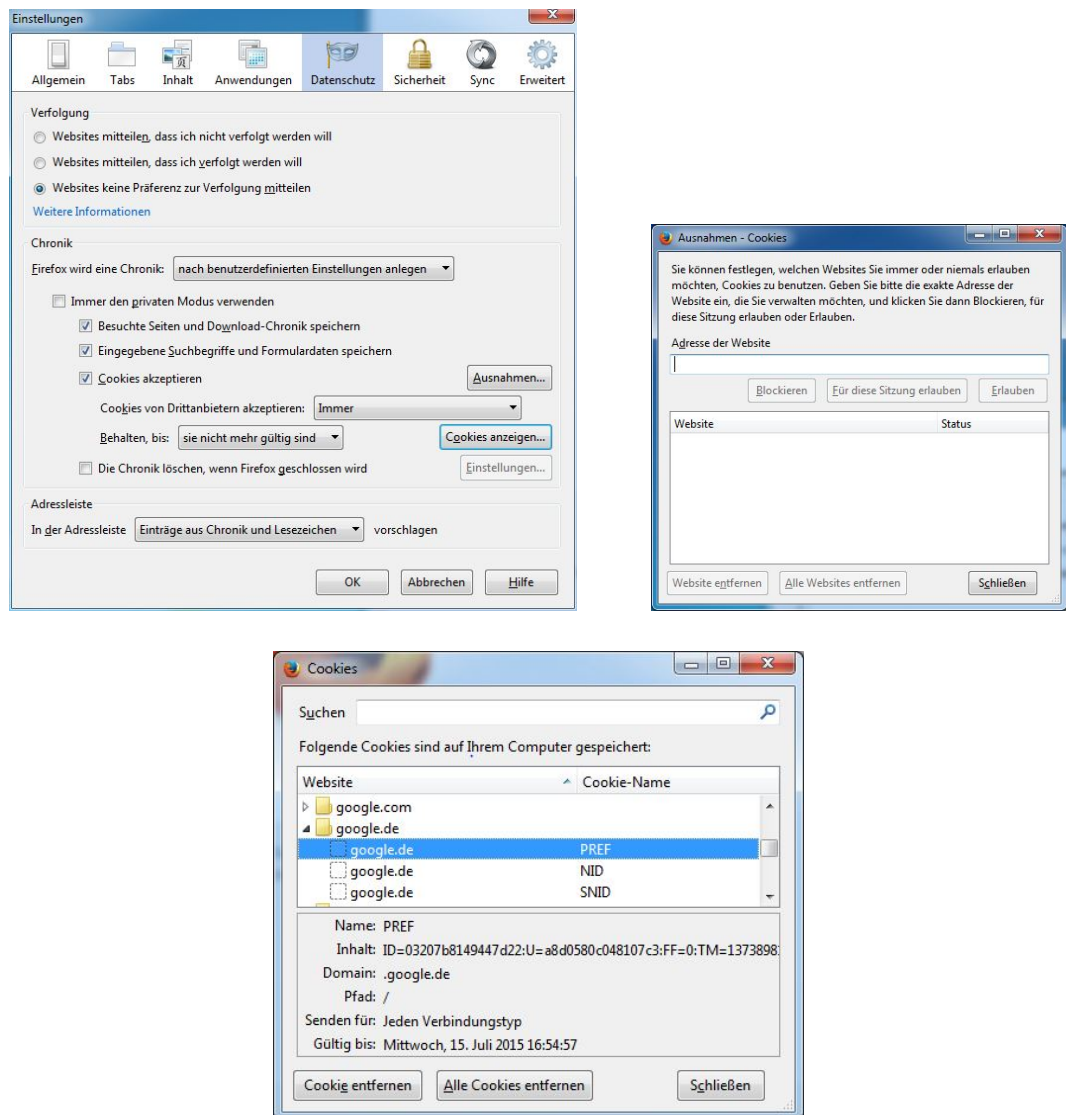 Einstellungen
Allgemein Tabs Inhalt Anwendungen Datenschutz Sicherheit Sync Erweitert
Verfolgung
Websites mitteilen, dass ich nicht verfolgt werden will
Websites mitteilen, dass ich verfolgt werden will
Websites keine Präferenz zur Verfolgung mitteilen
Weitere Informationen
Chronik
Firefox wird eine Chronik: nach benutzerdefinierten Einstellungen anlegen
Immer den privaten Modus verwenden
Besuchte Seiten und Download-Chronik speichern
Eingegebene Suchbegriffe und Formulardaten speichern
Cookies akzeptieren Ausnahmen...
Cookies von Drittanbietern akzeptieren: Immer
Behalten, bis: sie nicht mehr gültig sind Cookies anzeigen...
Die Chronik löschen, wenn Firefox geschlossen wird Einstellungen...
Adressleiste
In der Adressleiste Einträge aus Chronik und Lesezeichen vorschlagen
OK Abbrechen Hilfe
Ausnahmen - Cookies
Sie können festlegen, welchen Websites Sie immer oder niemals erlauben
möchten, Cookies zu benutzen. Geben Sie bitte die exakte Adresse der
Website ein, die Sie verwalten möchten, und klicken Sie dann Blockieren, für
diese Sitzung erlauben oder Erlauben.
Adresse der Website
Blockieren Für diese Sitzung erlauben Erlauben
Website Status
Website entfernen Alle Websites entfernen Schließen
Cookies
Suchen
Folgende Cookies sind auf Ihrem Computer gespeichert:
Website Cookie-Name
google.com
google.de
google.de PREF
google.de NID
google.de SNID
Name: PREF
Inhalt: ID=03207b8149447d22:U=a8d0580c048107c3:FF=0:TM=1373898
Domain: .google.de
Pfad: /
Senden für: Jeden Verbindungstyp
Gültig bis: Mittwoch, 15. Juli 2015 16:54:57
Cookie entfernen Alle Cookies entfernen Schließen